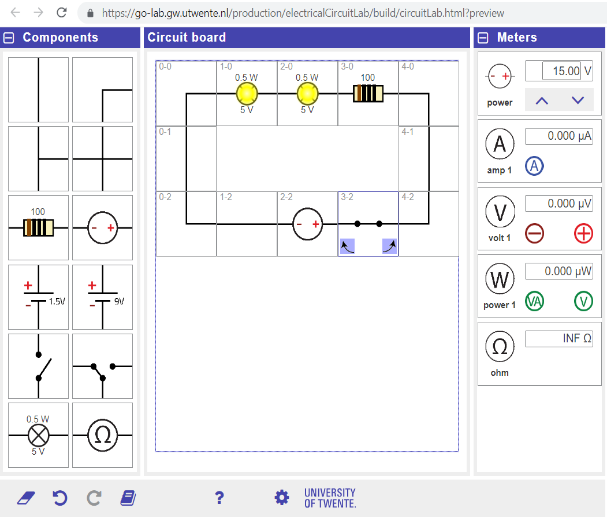 https://go-lab.gw.utwente.nl/production/electricalCircuitLab/build/circuitLab.html?preview
Components
Circuit board
Meters
100
- +
+
- 1.5V
+
- 9V
0.5 W
5 V
Ω
0-0 1-0 2-0 3-0 4-0
0.5 W 0.5 W 100
5 V 5 V
0-1 4-1
0-2 1-2 2-2 3-2 4-2
- +
- + 15.00 V
power
A 0.000 µA
amp 1 A
V 0.000 µV
volt 1 - +
W 0.000 µW
power 1 VA V
Ω INF Ω
ohm
?
UNIVERSITY
OF TWENTE.